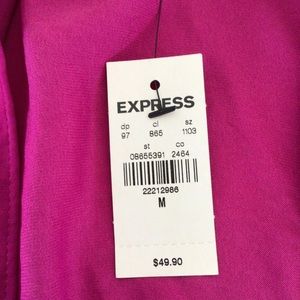 EXPRESS
dp cl sz
97 865 1103
st co
08655391 2464
22212986
M
$49.90